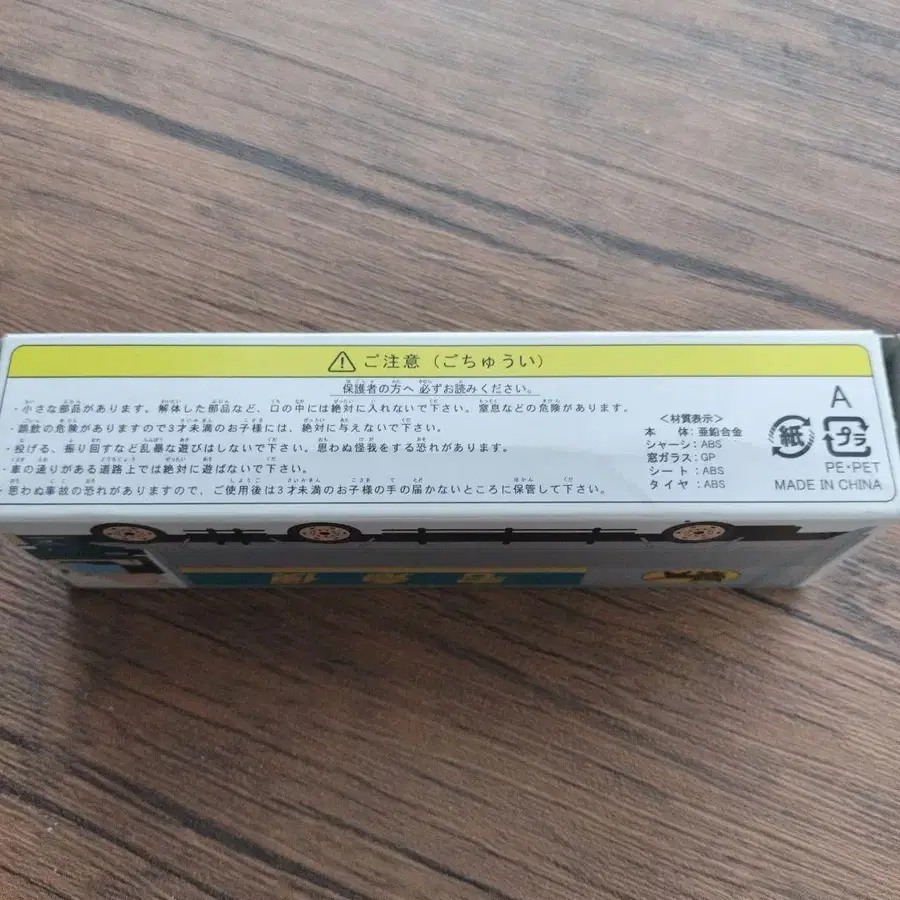 ご注意（ごちゅうい）
保護者の方へ 必ずお読みください。
・小さな部品があります。解体した部品など、口の中には絶対に入れないで下さい。窒息などの危険があります。
・誤飲の危険がありますので3才未満のお子様には、絶対に与えないで下さい。
・投げる、振り回すなど乱暴な遊びはしないで下さい。思わぬ怪我をする恐れがあります。
・車の通りがある道路上では絶対に遊ばないで下さい。
・思わぬ事故の恐れがありますので、ご使用後は3才未満のお子様の手の届かないところに保管して下さい。
＜材質表示＞
本　体：亜鉛合金
シャーシ：ABS
窓ガラス：GP
シート：ABS
タイヤ：ABS
A
紙
プラ
PE・PET
MADE IN CHINA